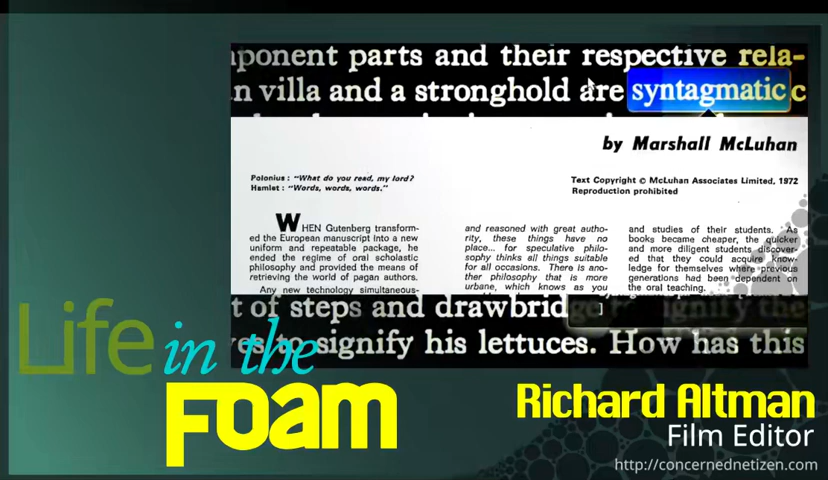 nponent parts and their respective rela-
n villa and a stronghold are syntagmatic c
by Marshall McLuhan
Polonius : "What do you read, my lord?
Hamlet : "Words, words, words."
Text Copyright © McLuhan Associates Limited, 1972
Reproduction prohibited
WHEN Gutenberg transform-
ed the European manuscript into a new
uniform and repeatable package, he
ended the regime of oral scholastic
philosophy and provided the means of
retrieving the world of pagan authors.
Any new technology simultaneous-
and reasoned with great autho-
rity, these things have no
place... for speculative philo-
sophy thinks all things suitable
for all occasions. There is ano-
ther philosophy that is more
urbane, which knows as you
and studies of their students. As
books became cheaper, the quicker
and more diligent students discover-
ed that they could acquire know-
ledge for themselves when previous
generations had been dependent on
the oral teaching.
t of steps and drawbridge
signify the
ves to signify his lettuces. How has this
Life in the
Foam
Richard Altman
Film Editor
http://concernednetizen.com